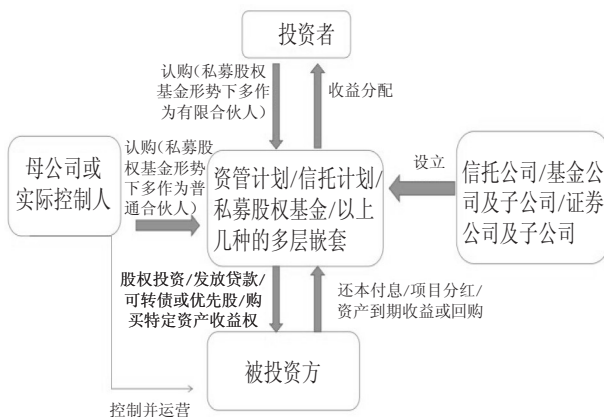 投资者
认购(私募股权
基金形势下多作
为有限合伙人)
收益分配
母公司或
实际控制人
认购(私募股
权基金形势
下多作为普
通合伙人)
资管计划/信托计划/
私募股权基金/以上
几种的多层嵌套
设立
信托公司/基金公
司及子公司/证券
公司及子公司
股权投资/发放贷款/
可转债或优先股/购
买特定资产收益权
还本付息/项目分红/
资产到期收益或回购
被投资方
控制并运营